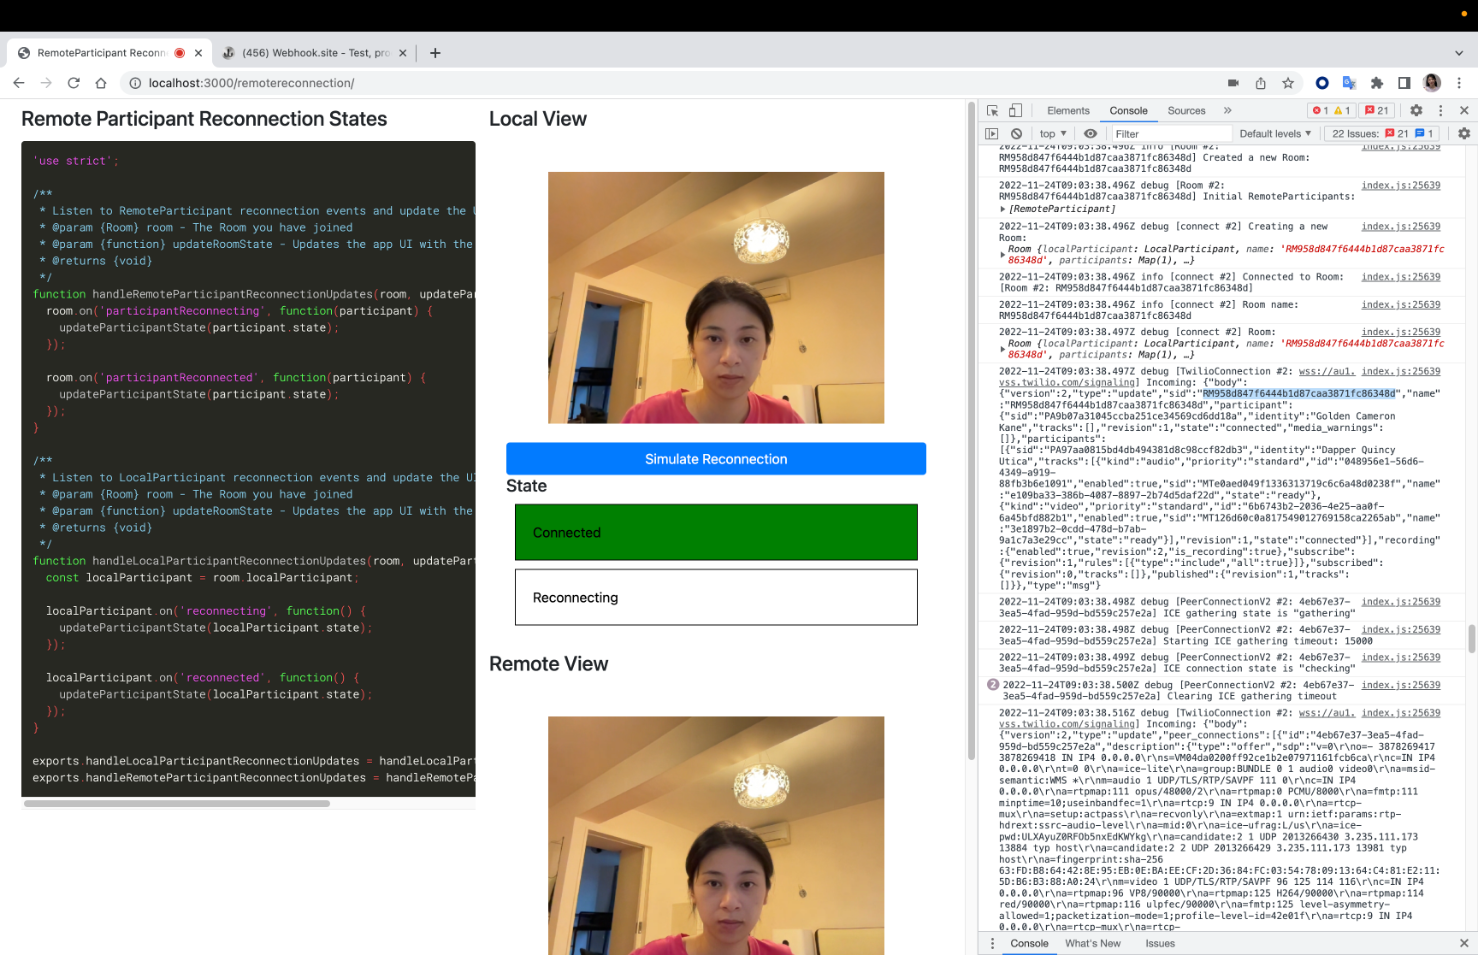 RemoteParticipant Reconn
(456) Webhook.site - Test, pro
localhost:3000/remotereconnection/
Remote Participant Reconnection States
'use strict';
/**
* Listen to RemoteParticipant reconnection events and update the U
* @param {Room} room - The Room you have joined
* @param {function} updateRoomState - Updates the app UI with the
* @returns {void}
*/
function handleRemoteParticipantReconnectionUpdates(room, updatePar
room.on('participantReconnecting', function(participant) {
updateParticipantState(participant.state);
});
room.on('participantReconnected', function(participant) {
updateParticipantState(participant.state);
});
}
/**
* Listen to LocalParticipant reconnection events and update the UI
* @param {Room} room - The Room you have joined
* @param {function} updateRoomState - Updates the app UI with the
* @returns {void}
*/
function handleLocalParticipantReconnectionUpdates(room, updatePart
const localParticipant = room.localParticipant;
localParticipant.on('reconnecting', function() {
updateParticipantState(localParticipant.state);
});
localParticipant.on('reconnected', function() {
updateParticipantState(localParticipant.state);
});
}
exports.handleLocalParticipantReconnectionUpdates = handleLocalPart
exports.handleRemoteParticipantReconnectionUpdates = handleRemotePa
Local View
Simulate Reconnection
State
Connected
Reconnecting
Remote View
Elements Console Sources » 1 1 21
top ▼ Filter Default levels ▼ 22 Issues: 21 1
2022-11-24T09:03:38.496Z info [Room #2: index.js:25639
RM958d847f6444b1d87caa3871fc86348d] Created a new Room:
RM958d847f6444b1d87caa3871fc86348d
2022-11-24T09:03:38.496Z debug [Room #2: index.js:25639
RM958d847f6444b1d87caa3871fc86348d] Initial RemoteParticipants:
▶ [RemoteParticipant]
2022-11-24T09:03:38.496Z debug [connect #2] Creating a new index.js:25639
Room:
Room {localParticipant: LocalParticipant, name: 'RM958d847f6444b1d87caa3871fc
▶ 86348d', participants: Map(1), …}
2022-11-24T09:03:38.496Z info [connect #2] Connected to Room: index.js:25639
[Room #2: RM958d847f6444b1d87caa3871fc86348d]
2022-11-24T09:03:38.497Z info [connect #2] Room name: index.js:25639
RM958d847f6444b1d87caa3871fc86348d
2022-11-24T09:03:38.497Z debug [connect #2] Room: index.js:25639
Room {localParticipant: LocalParticipant, name: 'RM958d847f6444b1d87caa3871fc
▶ 86348d', participants: Map(1), …}
2022-11-24T09:03:38.497Z debug [TwilioConnection #2: wss://au1. index.js:25639
vss.twilio.com/signaling] Incoming: {"body":
{"version":2,"type":"update","sid":"RM958d847f6444b1d87caa3871fc86348d","name"
:"RM958d847f6444b1d87caa3871fc86348d","participant":
{"sid":"PA9b07a31045ccba251ce34569cd6dd18a","identity":"Golden Cameron
Kane","tracks":[],"revision":1,"state":"connected","media_warnings":
[]},"participants":
[{"sid":"PA97aa0815bd4db494381d8c98ccf82db3","identity":"Dapper Quincy
Utica","tracks":[{"kind":"audio","priority":"standard","id":"048956e1-56d6-
4349-a919-
88fb3b6e1091","enabled":true,"sid":"MTe0aed049f1336313719c6c6a48d0238f","name"
:"e109ba33-386b-4087-8897-2b74d5daf22d","state":"ready"},
{"kind":"video","priority":"standard","id":"6b6743b2-2036-4e25-aa0f-
6a45bfd882b1","enabled":true,"sid":"MT126d60c0a817549012769158ca2265ab","name"
:"3e1897b2-0cdd-478d-b7ab-
9a1c7a3e29cc","state":"ready"}],"revision":1,"state":"connected"}],"recording"
:{"enabled":true,"revision":2,"is_recording":true},"subscribe":
{"revision":1,"rules":[{"type":"include","all":true}]},"subscribed":
{"revision":0,"tracks":[]},"published":{"revision":1,"tracks":
[]}},"type":"msg"}
2022-11-24T09:03:38.498Z debug [PeerConnectionV2 #2: 4eb67e37- index.js:25639
3ea5-4fad-959d-bd559c257e2a] ICE gathering state is "gathering"
2022-11-24T09:03:38.498Z debug [PeerConnectionV2 #2: 4eb67e37- index.js:25639
3ea5-4fad-959d-bd559c257e2a] Starting ICE gathering timeout: 15000
2022-11-24T09:03:38.499Z debug [PeerConnectionV2 #2: 4eb67e37- index.js:25639
3ea5-4fad-959d-bd559c257e2a] ICE connection state is "checking"
2 2022-11-24T09:03:38.500Z debug [PeerConnectionV2 #2: 4eb67e37- index.js:25639
3ea5-4fad-959d-bd559c257e2a] Clearing ICE gathering timeout
2022-11-24T09:03:38.516Z debug [TwilioConnection #2: wss://au1. index.js:25639
vss.twilio.com/signaling] Incoming: {"body":
{"version":2,"type":"update","peer_connections":[{"id":"4eb67e37-3ea5-4fad-
959d-bd559c257e2a","description":{"type":"offer","sdp":"v=0\r\no=- 3878269417
3878269418 IN IP4 0.0.0.0\r\ns=VM04da0200ff92ce1b2e07971161fcb6ca\r\nc=IN IP4
0.0.0.0\r\nt=0 0\r\na=ice-lite\r\na=group:BUNDLE 0 1 audio0 video0\r\na=msid-
semantic:WMS *\r\nm=audio 1 UDP/TLS/RTP/SAVPF 111 0\r\nc=IN IP4
0.0.0.0\r\na=rtpmap:111 opus/48000/2\r\na=rtpmap:0 PCMU/8000\r\na=fmtp:111
minptime=10;useinbandfec=1\r\na=rtcp:9 IN IP4 0.0.0.0\r\na=rtcp-
mux\r\na=setup:actpass\r\na=recvonly\r\na=extmap:1 urn:ietf:params:rtp-
hdrext:ssrc-audio-level\r\na=mid:0\r\na=ice-ufrag:L/us\r\na=ice-
pwd:ULXAyuZ0RFOb5nxEdKWYkg\r\na=candidate:2 1 UDP 2013266430 3.235.111.173
13884 typ host\r\na=candidate:2 2 UDP 2013266429 3.235.111.173 13981 typ
host\r\na=fingerprint:sha-256
63:FD:B8:64:42:8E:95:EB:0E:BA:EE:CF:2D:36:84:FC:03:54:78:09:13:64:C4:81:E2:11:
5D:B6:B3:88:A0:24\r\nm=video 1 UDP/TLS/RTP/SAVPF 96 125 114 116\r\nc=IN IP4
0.0.0.0\r\na=rtpmap:96 VP8/90000\r\na=rtpmap:125 H264/90000\r\na=rtpmap:114
red/90000\r\na=rtpmap:116 ulpfec/90000\r\na=fmtp:125 level-asymmetry-
allowed=1;packetization-mode=1;profile-level-id=42e01f\r\na=rtcp:9 IN IP4
0.0.0.0\r\na=rtcp-mux\r\na=rtcp-
Console What's New Issues